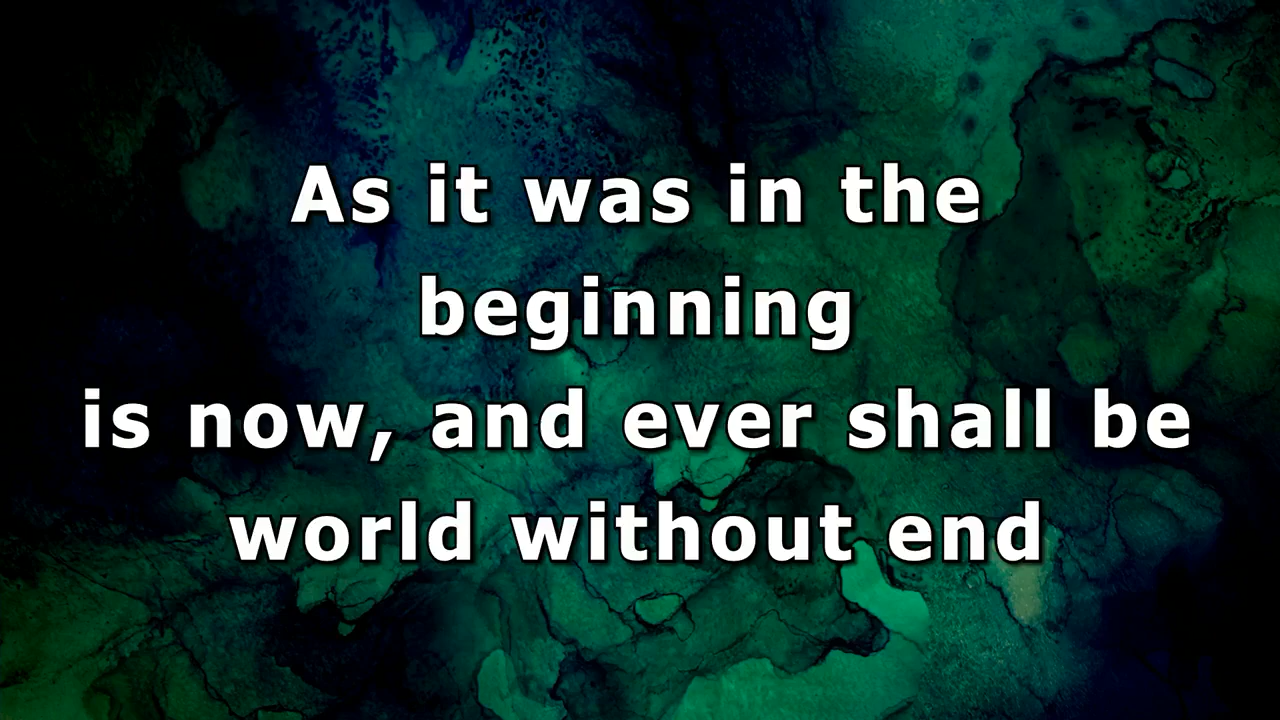 As it was in the
beginning
is now, and ever shall be
world without end